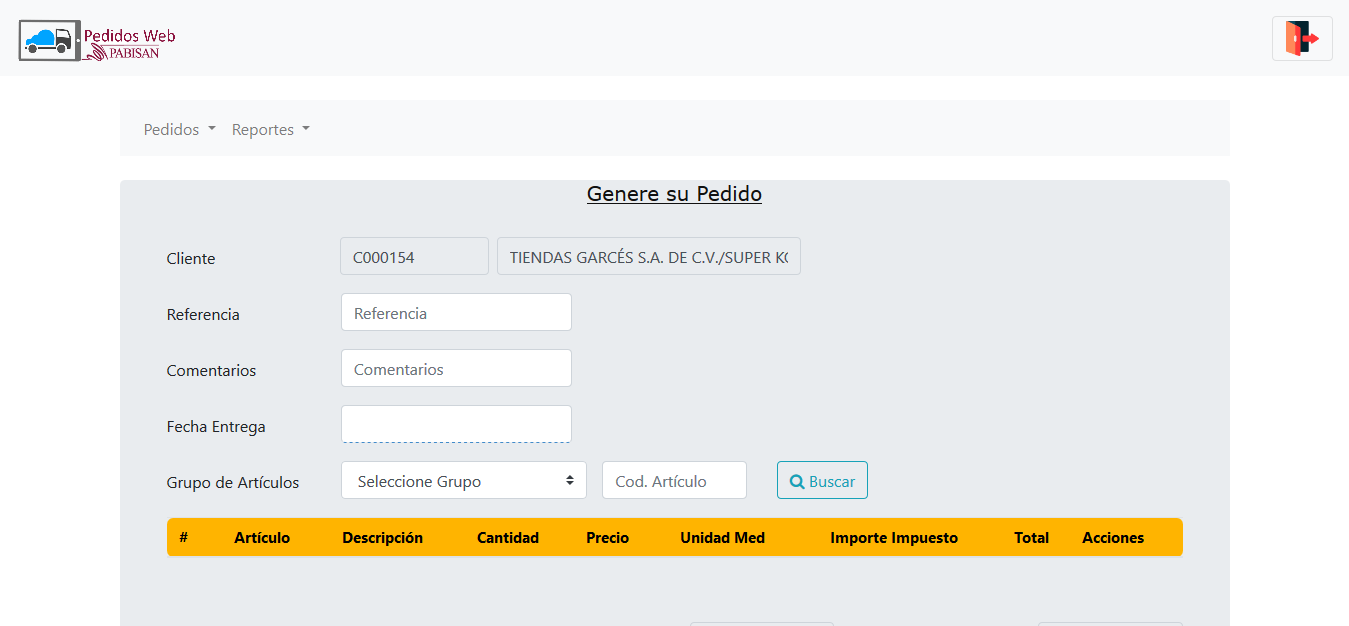 Pedidos Web
PABISAN
Pedidos Reportes
Genere su Pedido
Cliente C000154 TIENDAS GARCÉS S.A. DE C.V./SUPER
Referencia Referencia
Comentarios Comentarios
Fecha Entrega
Grupo de Artículos Seleccione Grupo Cod. Artículo Buscar
# Artículo Descripción Cantidad Precio Unidad Med Importe Impuesto Total Acciones